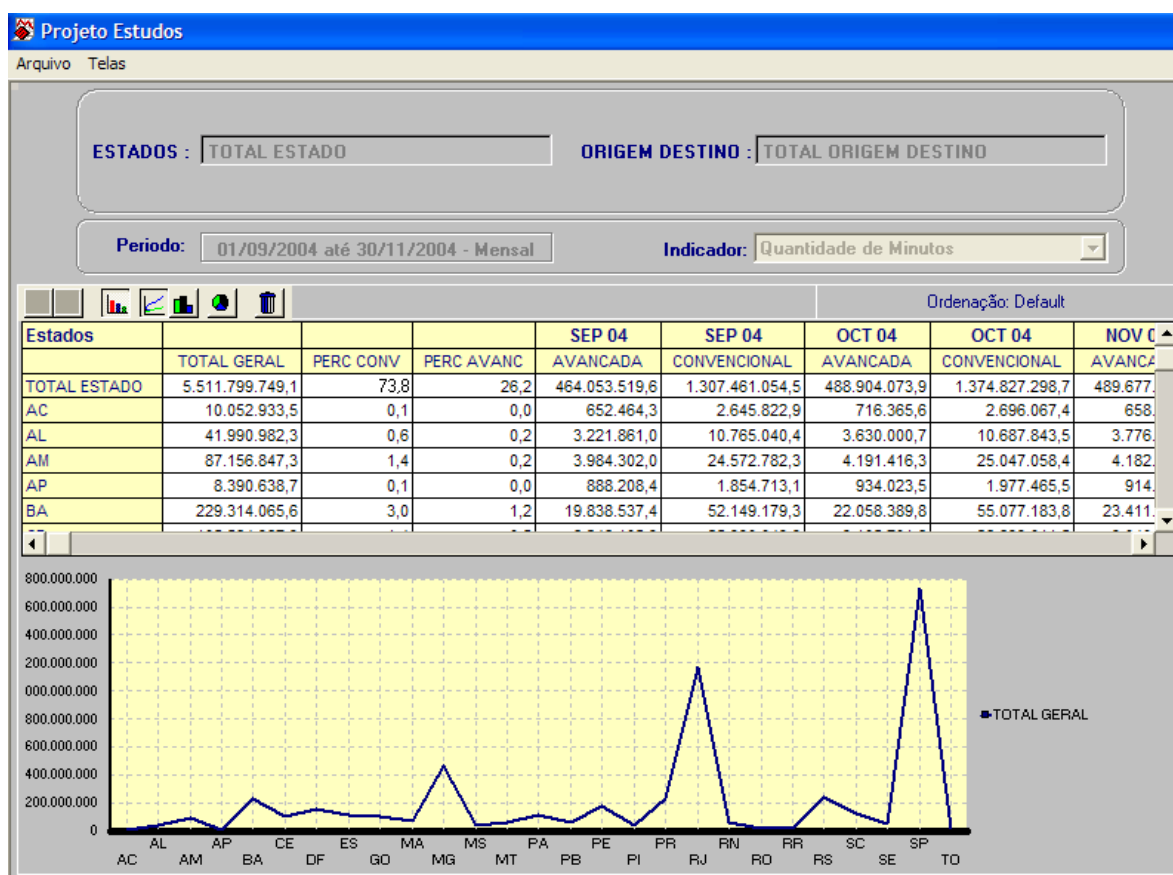 Projeto Estudos
Arquivo Telas
ESTADOS : TOTAL ESTADO ORIGEM DESTINO : TOTAL ORIGEM DESTINO
Periodo: 01/09/2004 até 30/11/2004 - Mensal Indicador: Quantidade de Minutos
Ordenação: Default
Estados SEP 04 SEP 04 OCT 04 OCT 04 NOV 0
TOTAL GERAL PERC CONV PERC AVANC AVANCADA CONVENCIONAL AVANCADA CONVENCIONAL AVANCA
TOTAL ESTADO 5.511.799.749,1 73,8 26,2 464.053.519,6 1.307.461.054,5 488.904.073,9 1.374.827.298,7 489.677.
AC 10.052.933,5 0,1 0,0 652.464,3 2.645.822,9 716.365,6 2.696.067,4 658.
AL 41.990.982,3 0,6 0,2 3.221.861,0 10.765.040,4 3.630.000,7 10.687.843,5 3.776.
AM 87.156.847,3 1,4 0,2 3.984.302,0 24.572.782,3 4.191.416,3 25.047.058,4 4.182.
AP 8.390.638,7 0,1 0,0 888.208,4 1.854.713,1 934.023,5 1.977.465,5 914.
BA 229.314.065,6 3,0 1,2 19.838.537,4 52.149.179,3 22.058.389,8 55.077.183,8 23.411.
800.000.000
600.000.000
400.000.000
200.000.000
000.000.000
800.000.000
600.000.000
400.000.000
200.000.000
0
TOTAL GERAL
AL AP CE ES MA MS PA PE PR RN RR SC SP
AC AM BA DF GO MG MT PB PI RJ RO RS SE TO